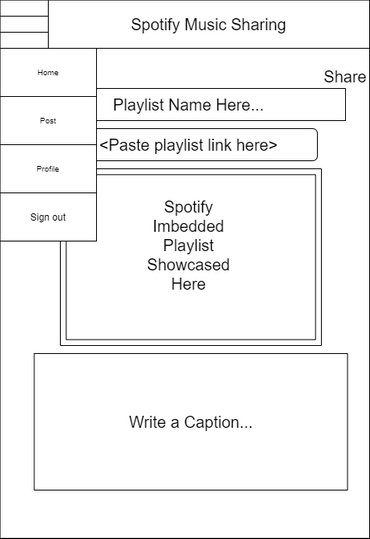 Spotify Music Sharing
Home
Share
Playlist Name Here...
Post
<Paste playlist link here>
Profile
Sign out
Spotify
Imbedded
Playlist
Showcased
Here
Write a Caption...